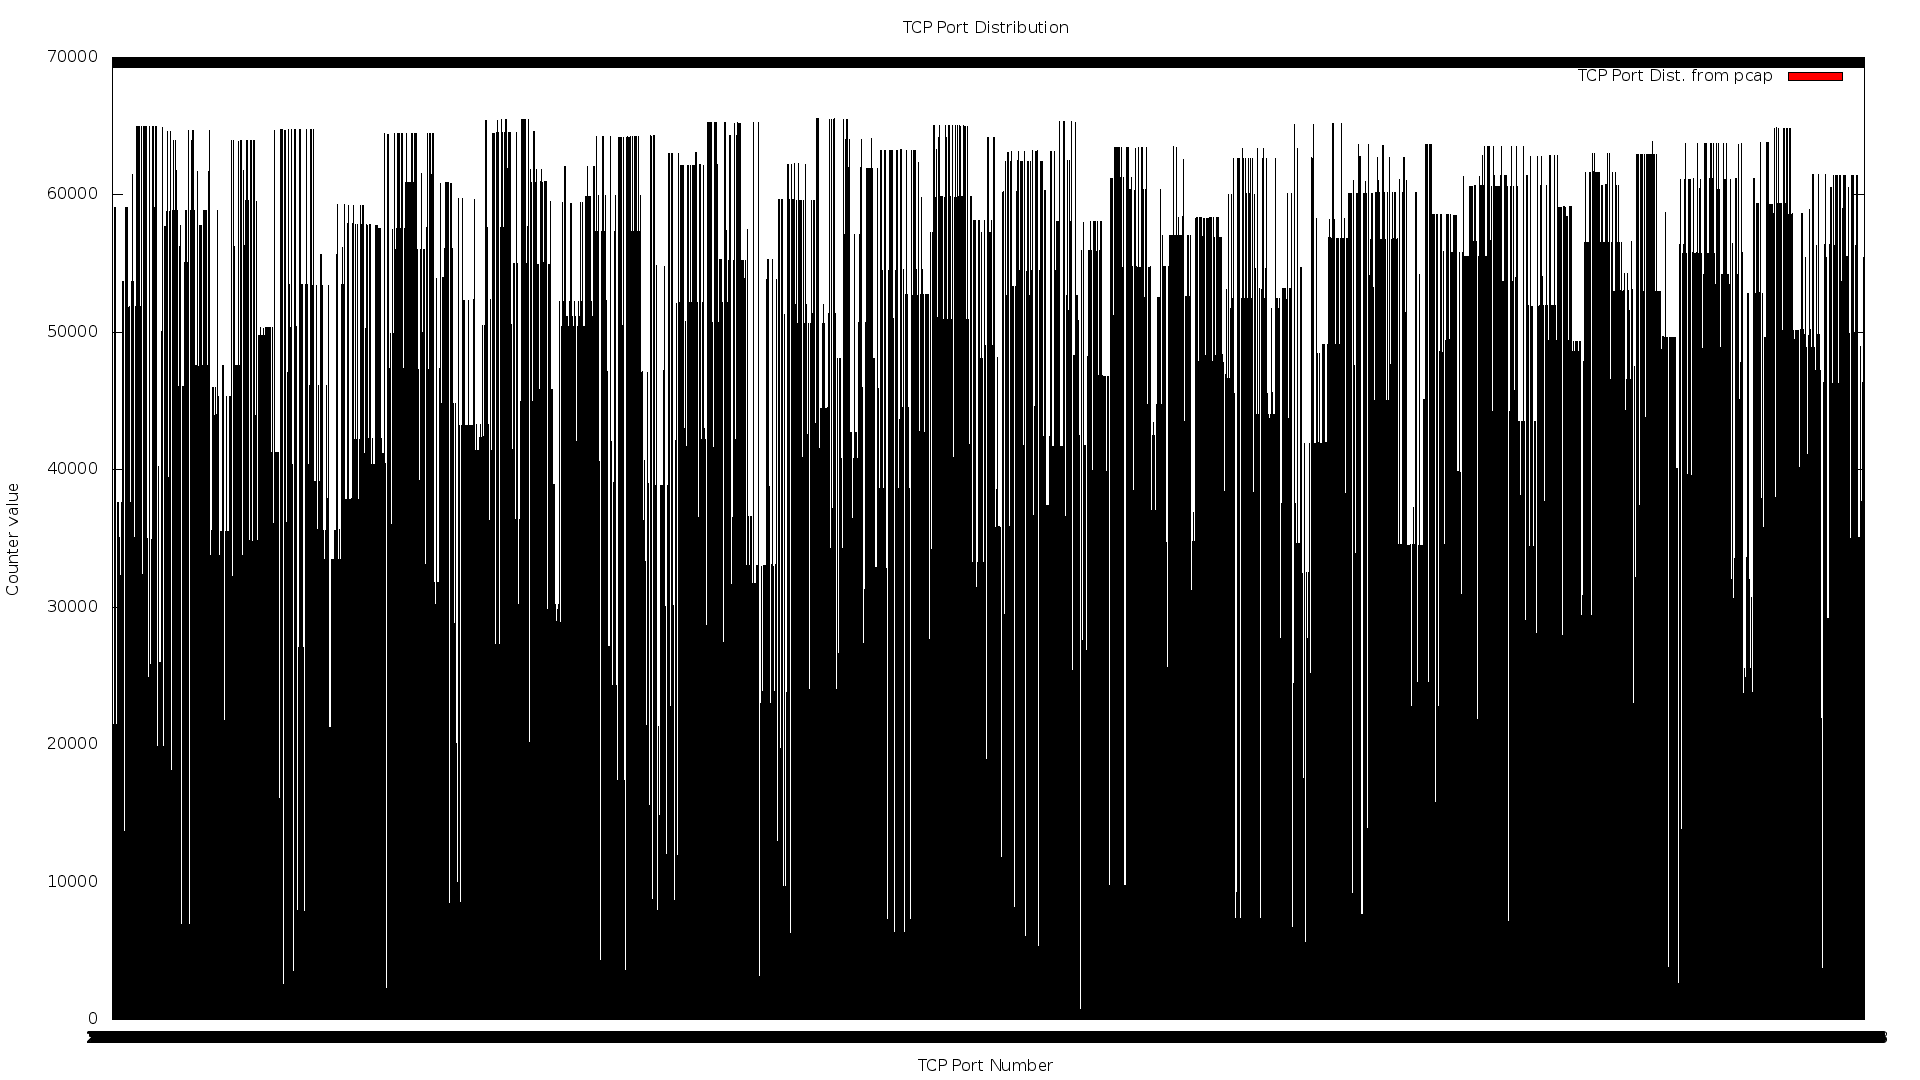 TCP Port Distribution
70000
TCP Port Dist. from pcap
60000
50000
40000
30000
20000
10000
0
Counter value
TCP Port Number